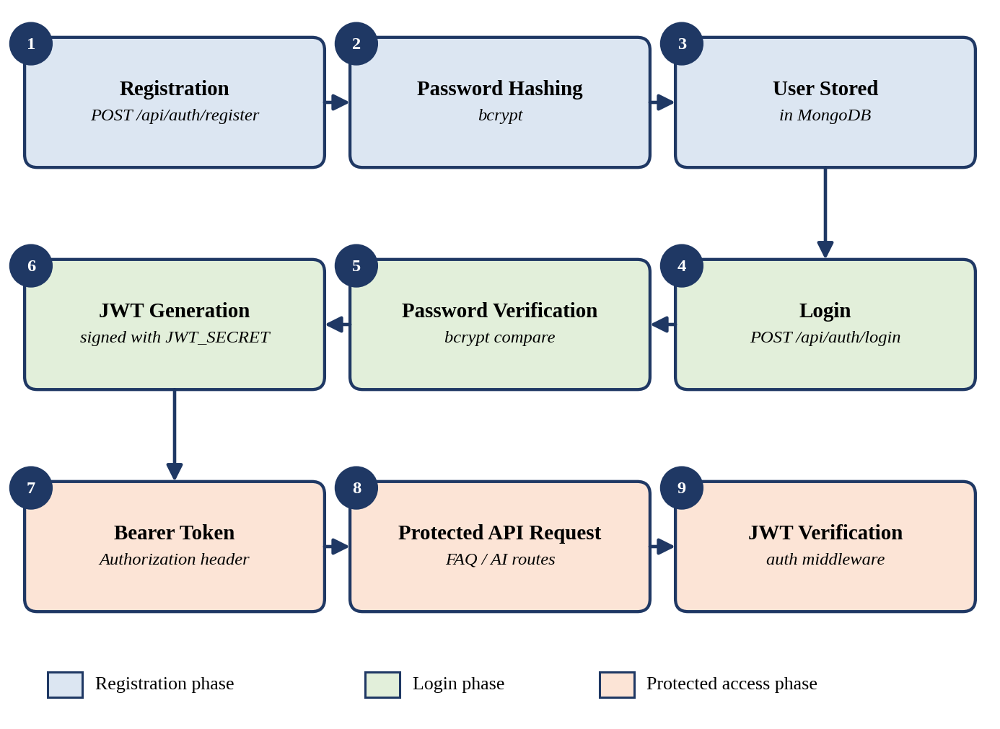 1
Registration
POST /api/auth/register
2
Password Hashing
bcrypt
3
User Stored
in MongoDB
6
JWT Generation
signed with JWT_SECRET
5
Password Verification
bcrypt compare
4
Login
POST /api/auth/login
7
Bearer Token
Authorization header
8
Protected API Request
FAQ / AI routes
9
JWT Verification
auth middleware
Registration phase
Login phase
Protected access phase